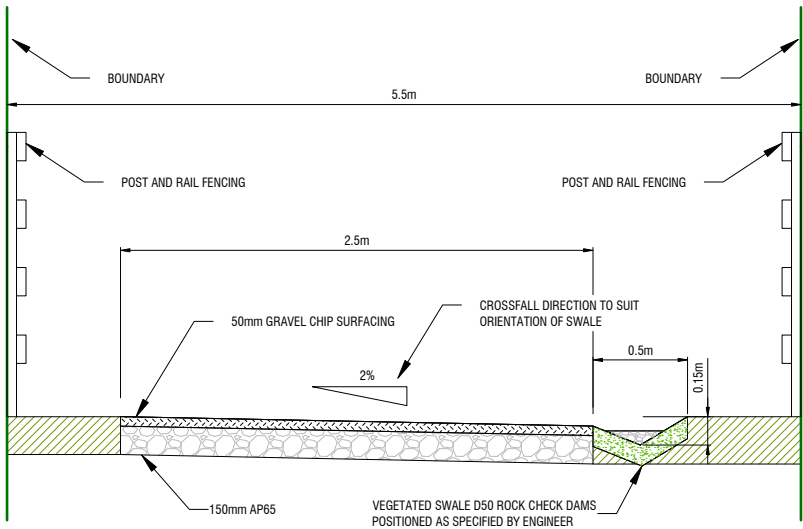 BOUNDARY
BOUNDARY
5.5m
POST AND RAIL FENCING
POST AND RAIL FENCING
2.5m
50mm GRAVEL CHIP SURFACING
CROSSFALL DIRECTION TO SUIT
ORIENTATION OF SWALE
2%
0.5m
0.15m
150mm AP65
VEGETATED SWALE D50 ROCK CHECK DAMS
POSITIONED AS SPECIFIED BY ENGINEER